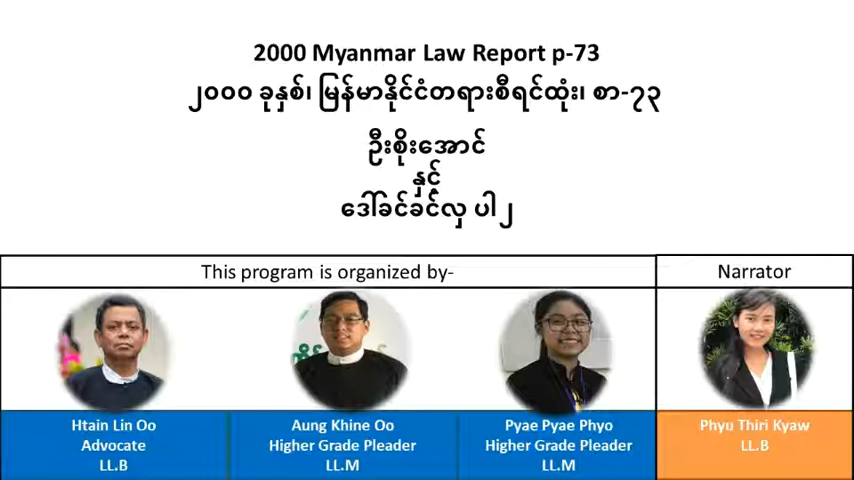 2000 Myanmar Law Report p-73
၂၀၀၀ ခုနှစ်၊ မြန်မာနိုင်ငံတရားစီရင်ထုံး၊ စာ-၇၃
ဦးစိုးအောင်
နှင့်
ဒေါ်ခင်ခင်လှ ပါ၂
This program is organized by-
Narrator
Htain Lin Oo
Advocate
LL.B
Aung Khine Oo
Higher Grade Pleader
LL.M
Pyae Pyae Phyo
Higher Grade Pleader
LL.M
Phyu Thiri Kyaw
LL.B